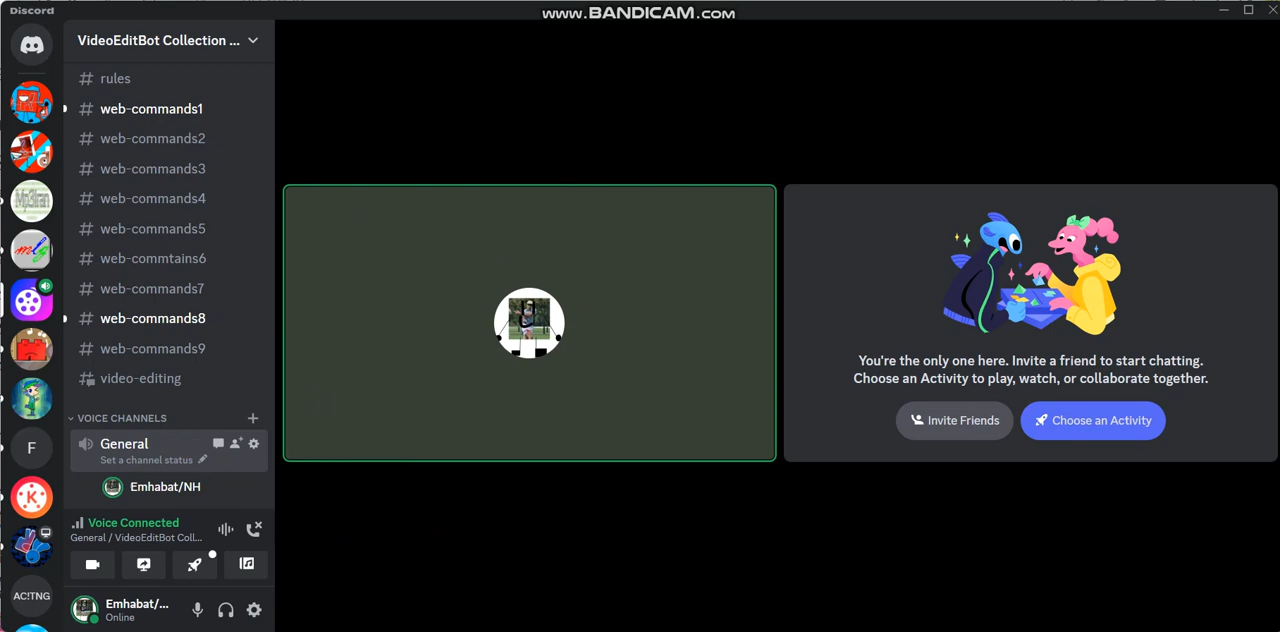 Discord
www.BANDICAM.com
VideoEditBot Collection ...
# rules
# web-commands1
# web-commands2
# web-commands3
# web-commands4
# web-commands5
# web-commtains6
# web-commands7
# web-commands8
# web-commands9
# video-editing
VOICE CHANNELS
General
Set a channel status
Emhabat/NH
Voice Connected
General / VideoEditBot Coll...
Emhabat/...
Online
F
AC!TNG
You're the only one here. Invite a friend to start chatting.
Choose an Activity to play, watch, or collaborate together.
Invite Friends
Choose an Activity